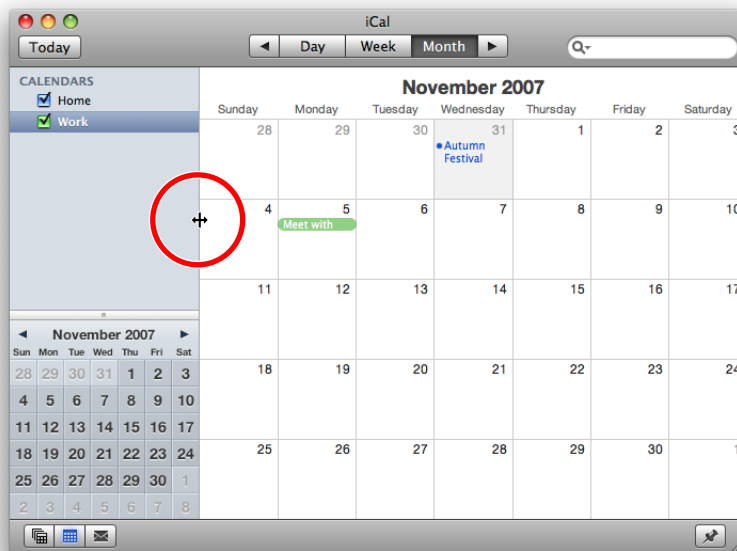 iCal
Today
Day Week Month
CALENDARS
Home
Work
November 2007
Sunday Monday Tuesday Wednesday Thursday Friday Saturday
28 29 30 31 1 2 3
Autumn
Festival
4 5 6 7 8 9 10
Meet with
11 12 13 14 15 16 17
18 19 20 21 22 23 24
25 26 27 28 29 30 1
November 2007
Sun Mon Tue Wed Thu Fri Sat
28 29 30 31 1 2 3
4 5 6 7 8 9 10
11 12 13 14 15 16 17
18 19 20 21 22 23 24
25 26 27 28 29 30 1
2 3 4 5 6 7 8